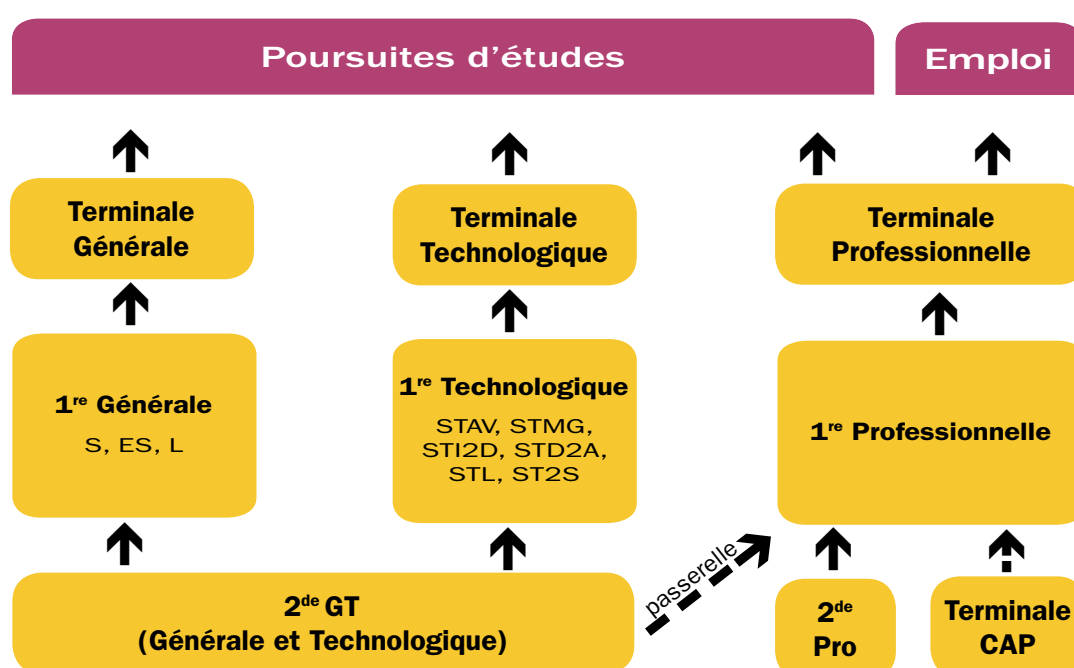 Poursuites d'études
Emploi
Terminale
Générale
Terminale
Technologique
Terminale
Professionnelle
1re Générale
S, ES, L
1re Technologique
STAV, STMG,
STI2D, STD2A,
STL, ST2S
1re Professionnelle
passerelle
2de GT
(Générale et Technologique)
2de
Pro
Terminale
CAP